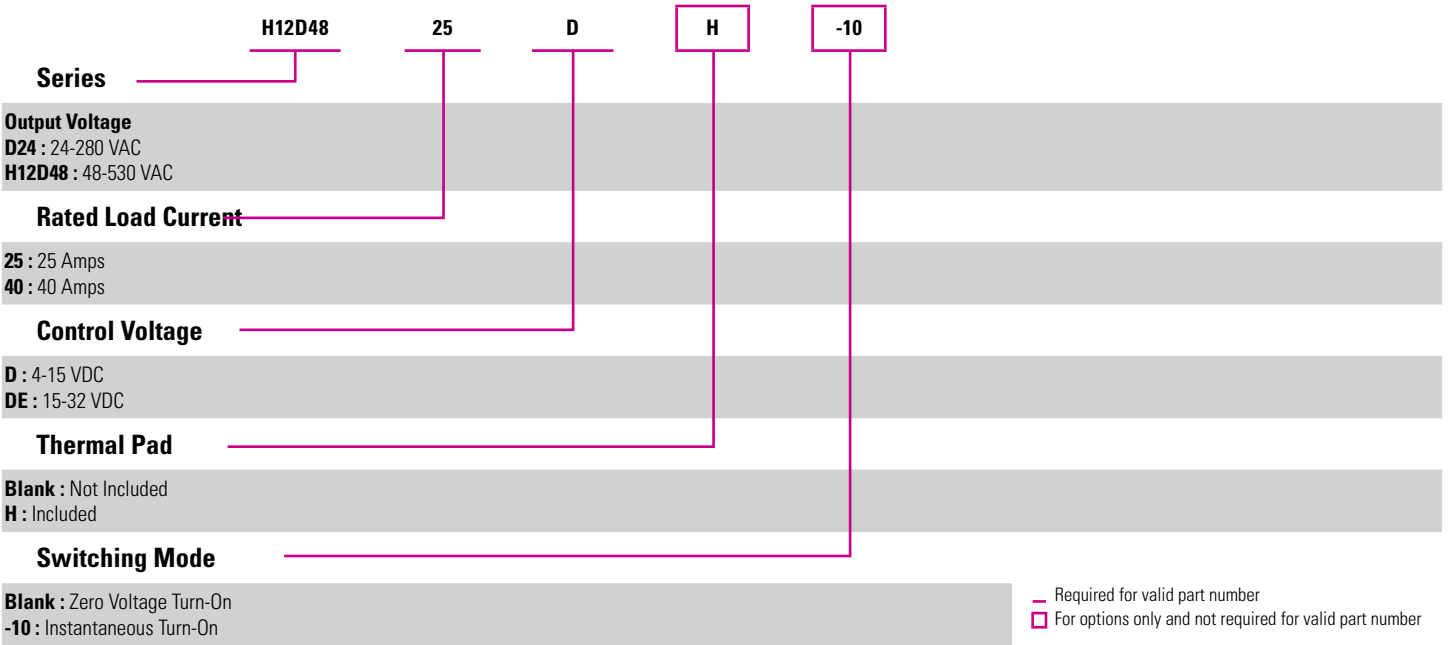 H12D48 25 D H -10
Series
Output Voltage
D24 : 24-280 VAC
H12D48 : 48-530 VAC
Rated Load Current
25 : 25 Amps
40 : 40 Amps
Control Voltage
D : 4-15 VDC
DE : 15-32 VDC
Thermal Pad
Blank : Not Included
H : Included
Switching Mode
Blank : Zero Voltage Turn-On
-10 : Instantaneous Turn-On
Required for valid part number
For options only and not required for valid part number